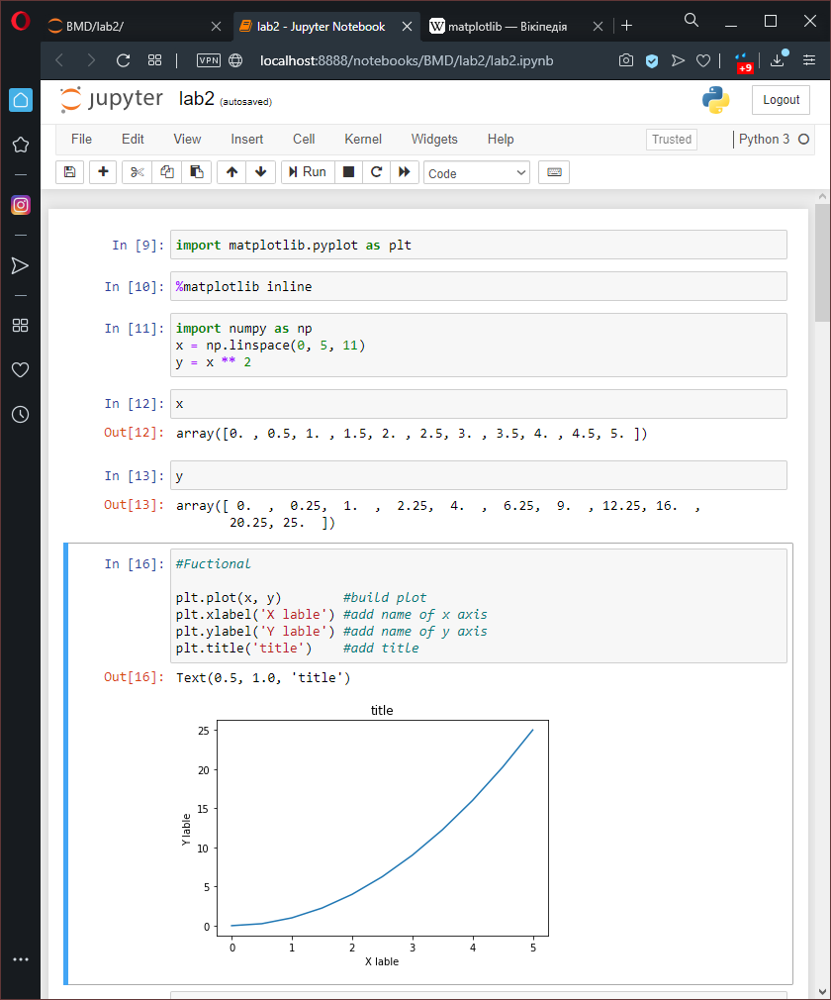 BMD/lab2/
lab2 - Jupyter Notebook
W matplotlib — Вікіпедія
VPN
localhost:8888/notebooks/BMD/lab2/lab2.ipynb
+9
jupyter lab2 (autosaved)
Logout
File Edit View Insert Cell Kernel Widgets Help
Trusted
Python 3
Run
Code
In [9]: import matplotlib.pyplot as plt
In [10]: %matplotlib inline
In [11]: import numpy as np
x = np.linspace(0, 5, 11)
y = x ** 2
In [12]: x
Out[12]: array([0. , 0.5, 1. , 1.5, 2. , 2.5, 3. , 3.5, 4. , 4.5, 5. ])
In [13]: y
Out[13]: array([ 0.  ,  0.25,  1.  ,  2.25,  4.  ,  6.25,  9.  , 12.25, 16.  ,
20.25, 25.  ])
In [16]: #Fuctional
plt.plot(x, y)        #build plot
plt.xlabel('X lable') #add name of x axis
plt.ylabel('Y lable') #add name of y axis
plt.title('title')    #add title
Out[16]: Text(0.5, 1.0, 'title')
title
25
20
15
10
5
0
Y lable
0 1 2 3 4 5
X lable